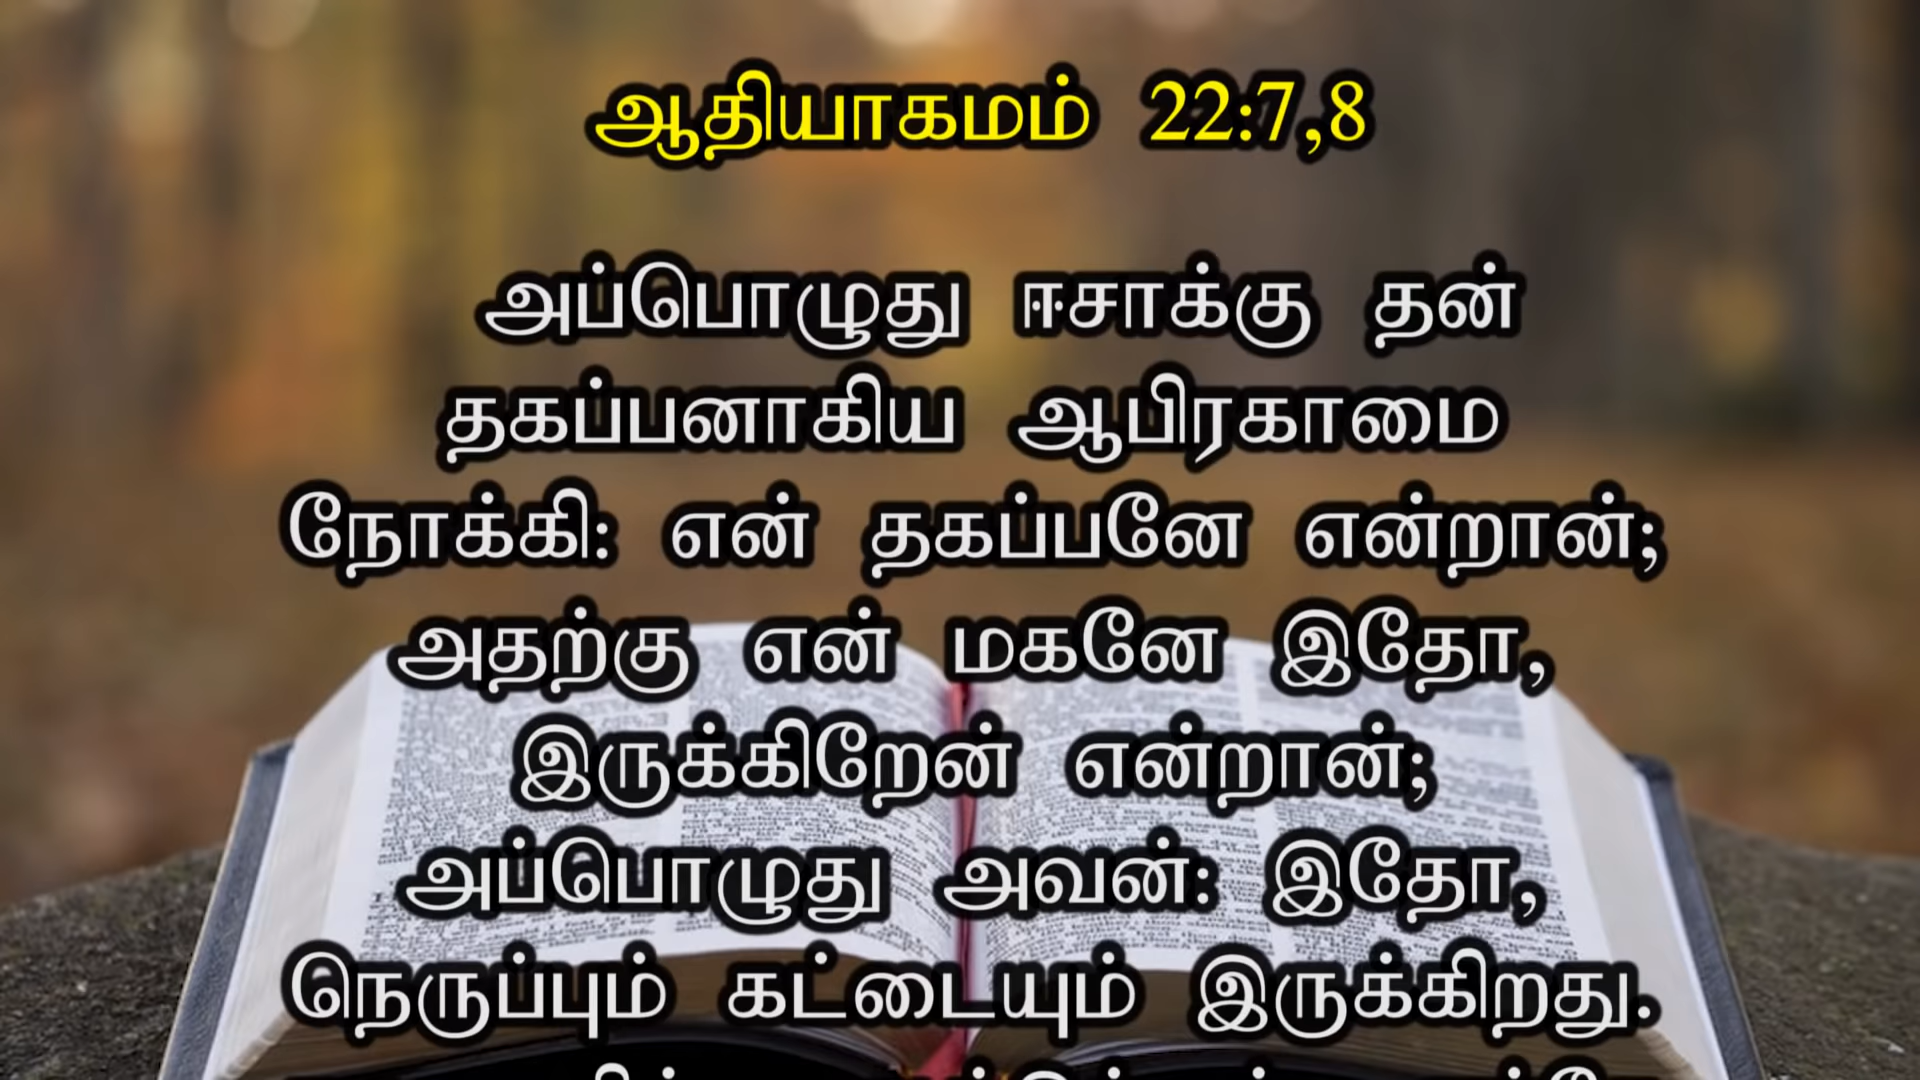 ஆதியாகமம் 22:7,8
அப்பொழுது ஈசாக்கு தன்
தகப்பனாகிய ஆபிரகாமை
நோக்கி: என் தகப்பனே என்றான்;
அதற்கு என் மகனே இதோ,
இருக்கிறேன் என்றான்;
அப்பொழுது அவன்: இதோ,
நெருப்பும் கட்டையும் இருக்கிறது.